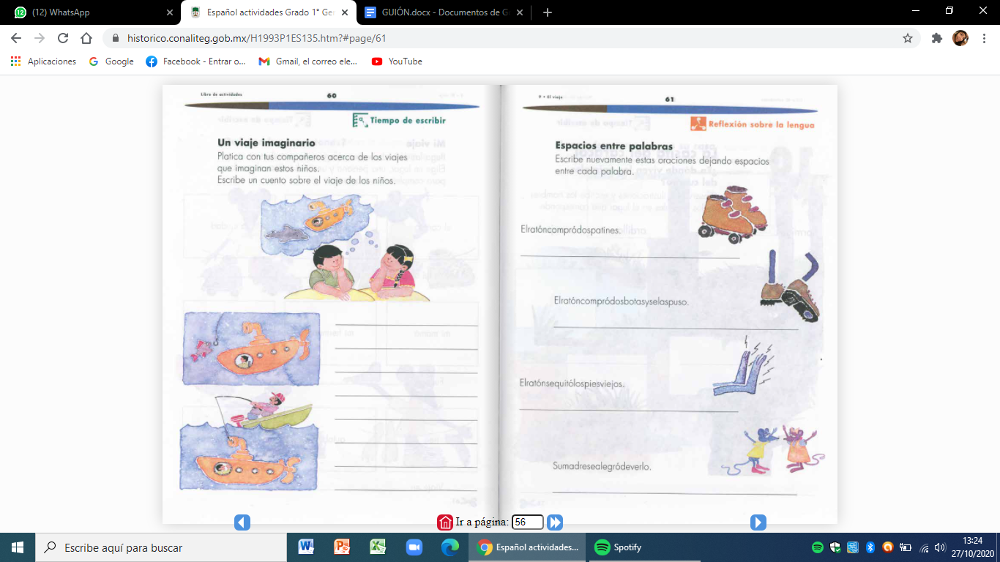 (12) WhatsApp
Español actividades Grado 1° Ger
GUIÓN.docx - Documentos de G
historico.conaliteg.gob.mx/H1993P1ES135.htm?#page/61
Aplicaciones
Google
Facebook - Entrar o...
Gmail, el correo ele...
YouTube
Libro de actividades
60
Tiempo de escribir
Un viaje imaginario
Platica con tus compañeros acerca de los viajes
que imaginan estos niños.
Escribe un cuento sobre el viaje de los niños.
9 • El viaje
61
Reflexión sobre la lengua
Espacios entre palabras
Escribe nuevamente estas oraciones dejando espacios
entre cada palabra.
Elratóncompródospatines.
Elratóncompródosbotasyselaspuso.
Elratónsequitólospiesviejos.
Sumadresealegródeverlo.
Ir a página: 56
Escribe aquí para buscar
Español actividades...
Spotify
13:24
27/10/2020